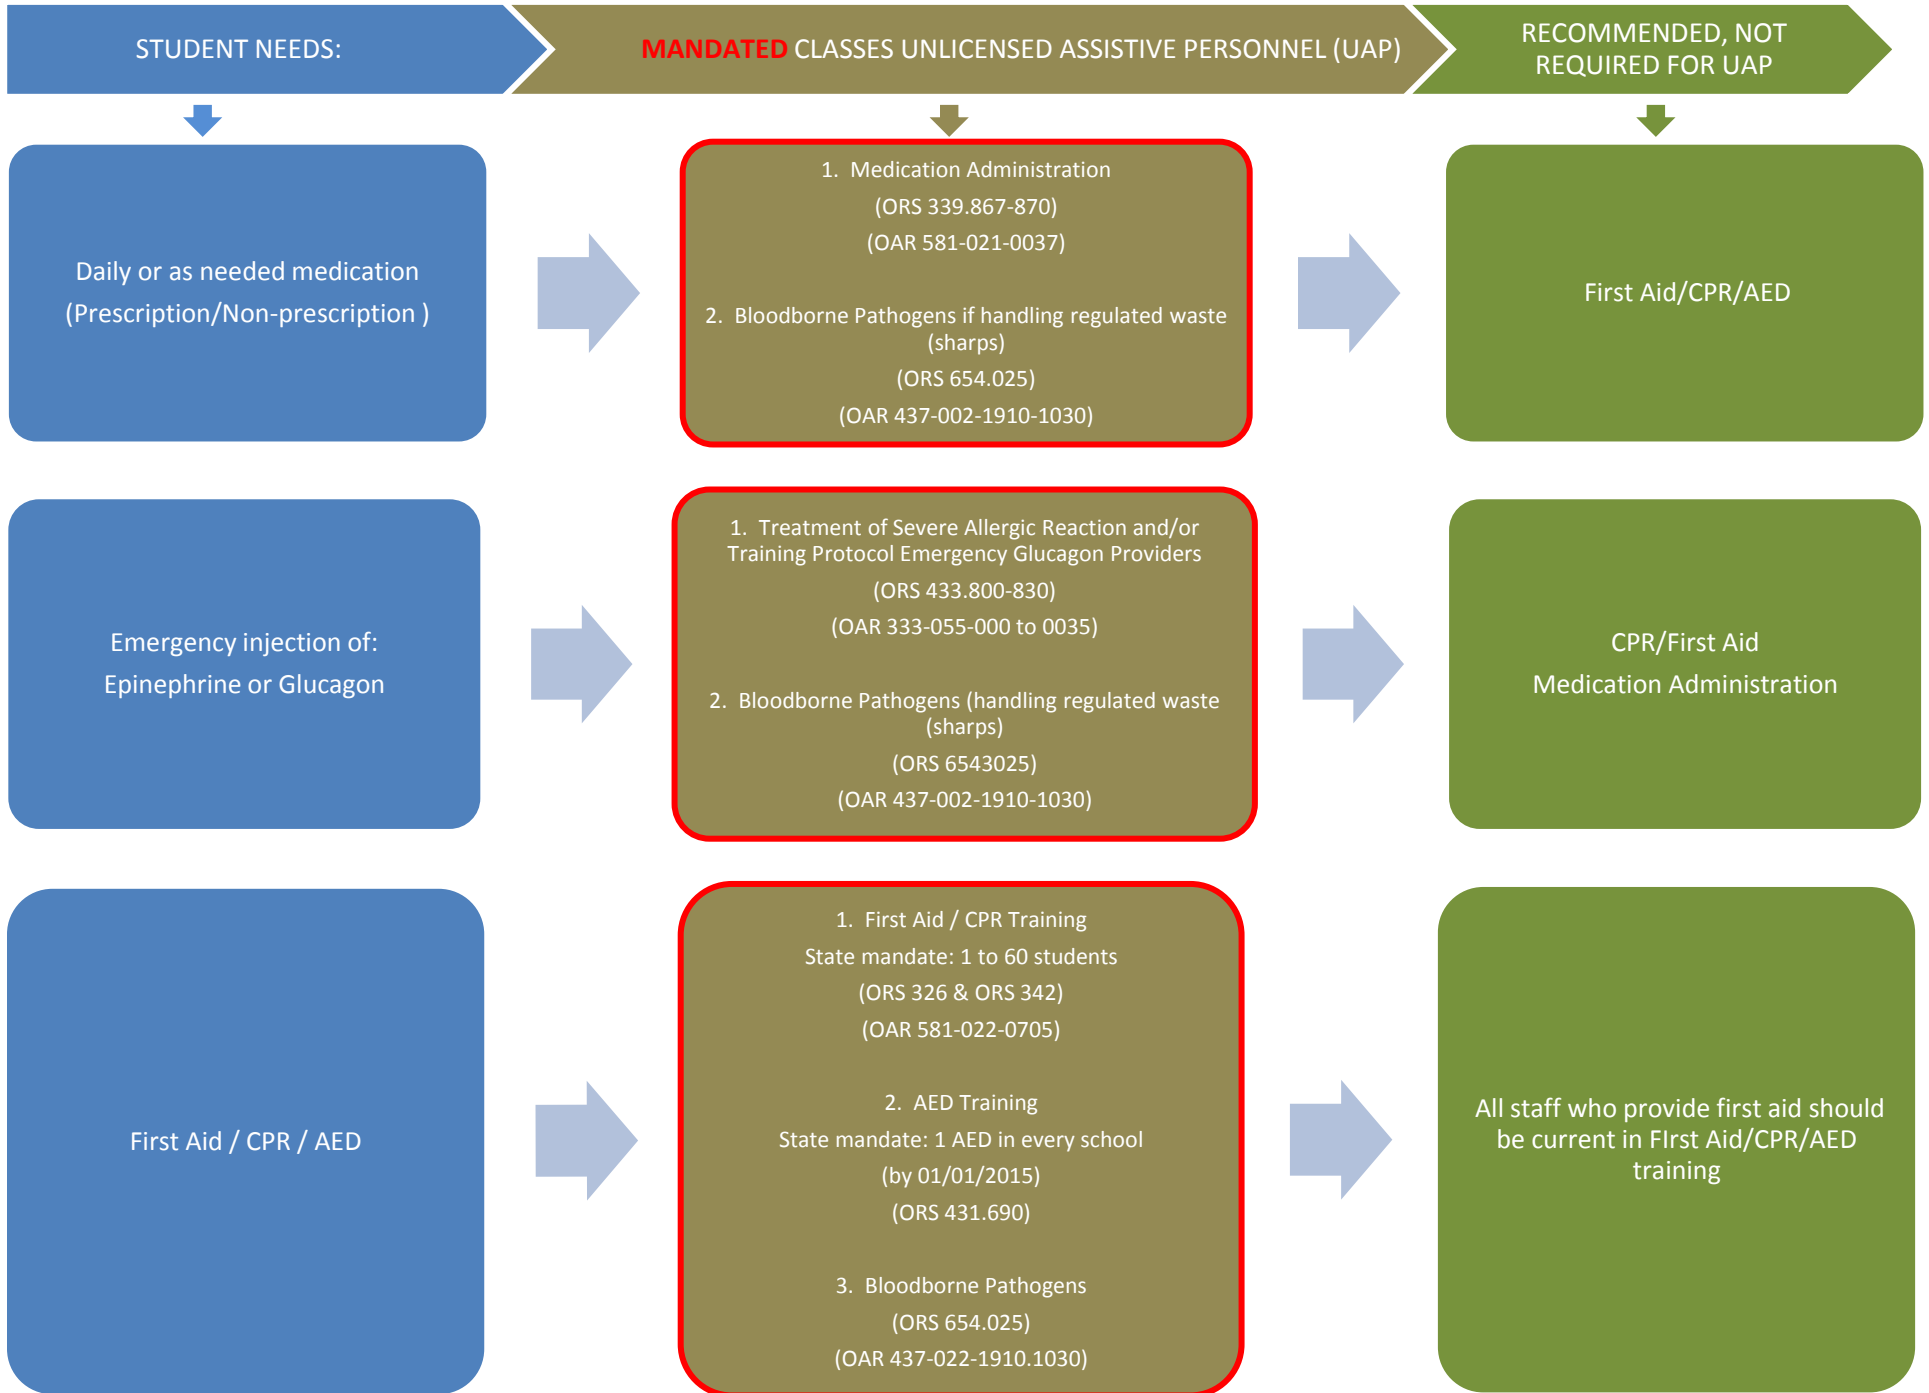 STUDENT NEEDS:
MANDATED CLASSES UNLICENSED ASSISTIVE PERSONNEL (UAP)
RECOMMENDED, NOT
REQUIRED FOR UAP
Daily or as needed medication
(Prescription/Non-prescription )
1. Medication Administration
(ORS 339.867-870)
(OAR 581-021-0037)
2. Bloodborne Pathogens if handling regulated waste
(sharps)
(ORS 654.025)
(OAR 437-002-1910-1030)
First Aid/CPR/AED
Emergency injection of:
Epinephrine or Glucagon
1. Treatment of Severe Allergic Reaction and/or
Training Protocol Emergency Glucagon Providers
(ORS 433.800-830)
(OAR 333-055-000 to 0035)
2. Bloodborne Pathogens (handling regulated waste
(sharps)
(ORS 6543025)
(OAR 437-002-1910-1030)
CPR/First Aid
Medication Administration
First Aid / CPR / AED
1. First Aid / CPR Training
State mandate: 1 to 60 students
(ORS 326 & ORS 342)
(OAR 581-022-0705)
2. AED Training
State mandate: 1 AED in every school
(by 01/01/2015)
(ORS 431.690)
3. Bloodborne Pathogens
(ORS 654.025)
(OAR 437-022-1910.1030)
All staff who provide first aid should
be current in FIrst Aid/CPR/AED
training